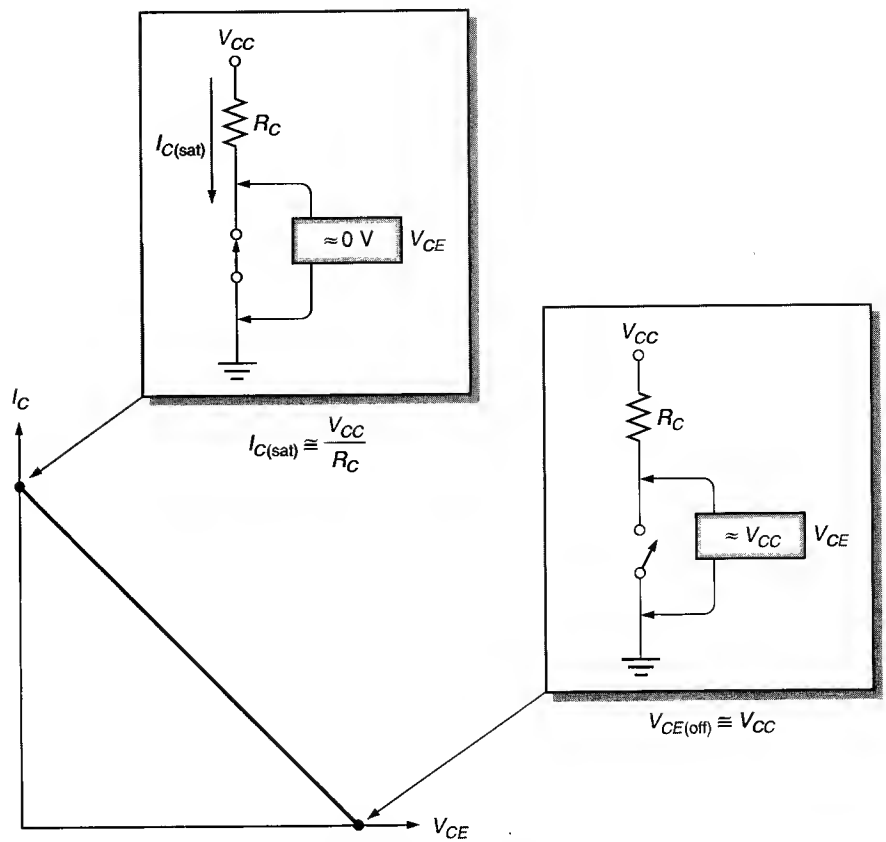 V_CC
R_C
I_C(sat)
≈ 0 V
V_CE
I_C(sat) ≅ V_CC / R_C
I_C
V_CC
R_C
≈ V_CC
V_CE
V_CE(off) ≅ V_CC
V_CE